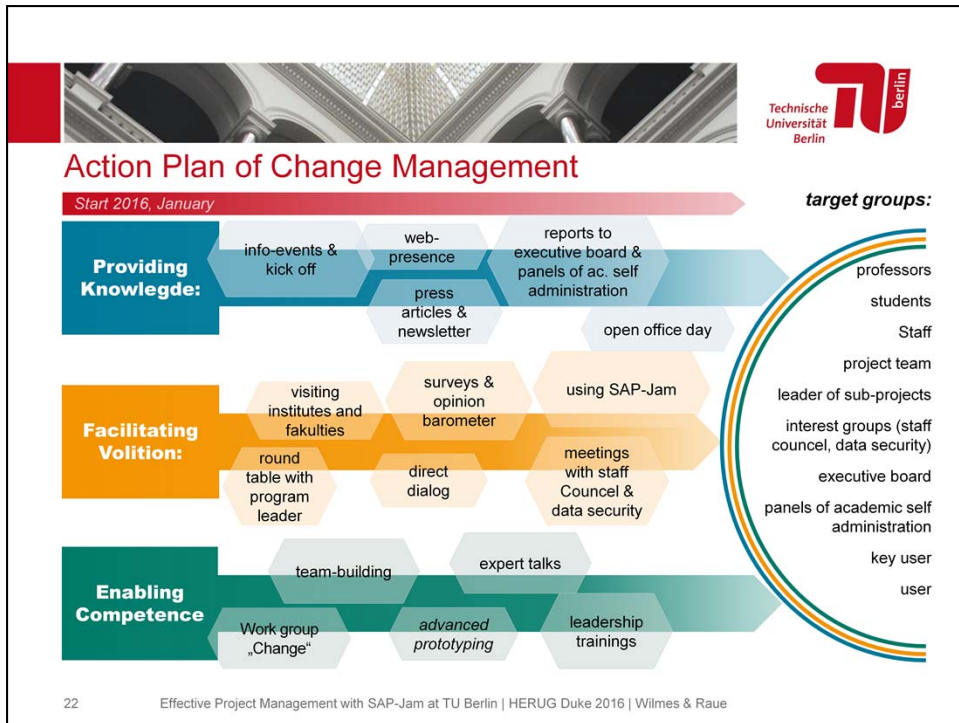 Technische
Universität
Berlin
berlin
Action Plan of Change Management
Start 2016, January
target groups:
Providing
Knowlegde:
info-events &
kick off
web-
presence
press
articles &
newsletter
reports to
executive board &
panels of ac. self
administration
open office day
Facilitating
Volition:
visiting
institutes and
fakulties
surveys &
opinion
barometer
using SAP-Jam
round
table with
program
leader
direct
dialog
meetings
with staff
Councel &
data security
Enabling
Competence
team-building
expert talks
Work group
„Change“
advanced
prototyping
leadership
trainings
professors
students
Staff
project team
leader of sub-projects
interest groups (staff
councel, data security)
executive board
panels of academic self
administration
key user
user
22
Effective Project Management with SAP-Jam at TU Berlin | HERUG Duke 2016 | Wilmes & Raue